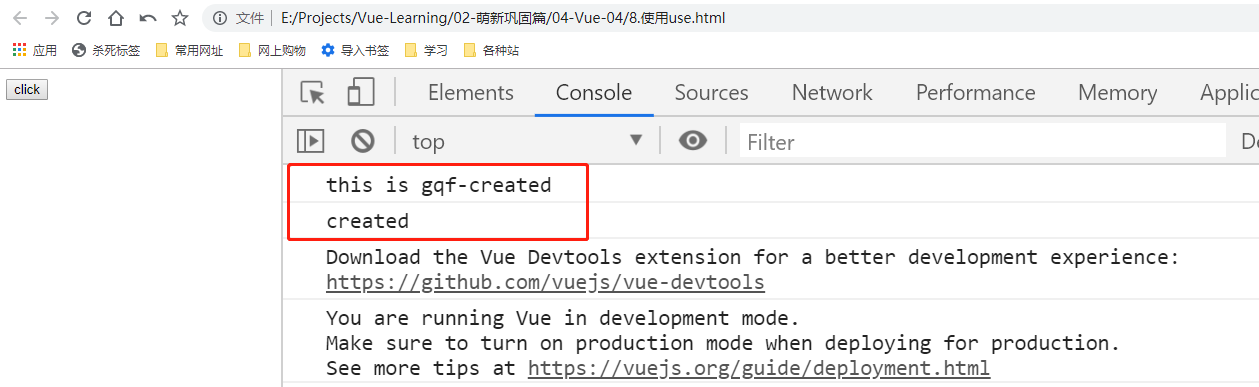 文件 E:/Projects/Vue-Learning/02-萌新巩固篇/04-Vue-04/8.使用use.html
应用 杀死标签 常用网址 网上购物 导入书签 学习 各种站
click
Elements Console Sources Network Performance Memory Applic
top Filter De
this is gqf-created
created
Download the Vue Devtools extension for a better development experience:
https://github.com/vuejs/vue-devtools
You are running Vue in development mode.
Make sure to turn on production mode when deploying for production.
See more tips at https://vuejs.org/guide/deployment.html